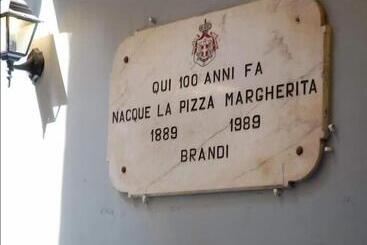 QUI 100 ANNI FA
NACQUE LA PIZZA MARGHERITA
1889 1989
BRANDI